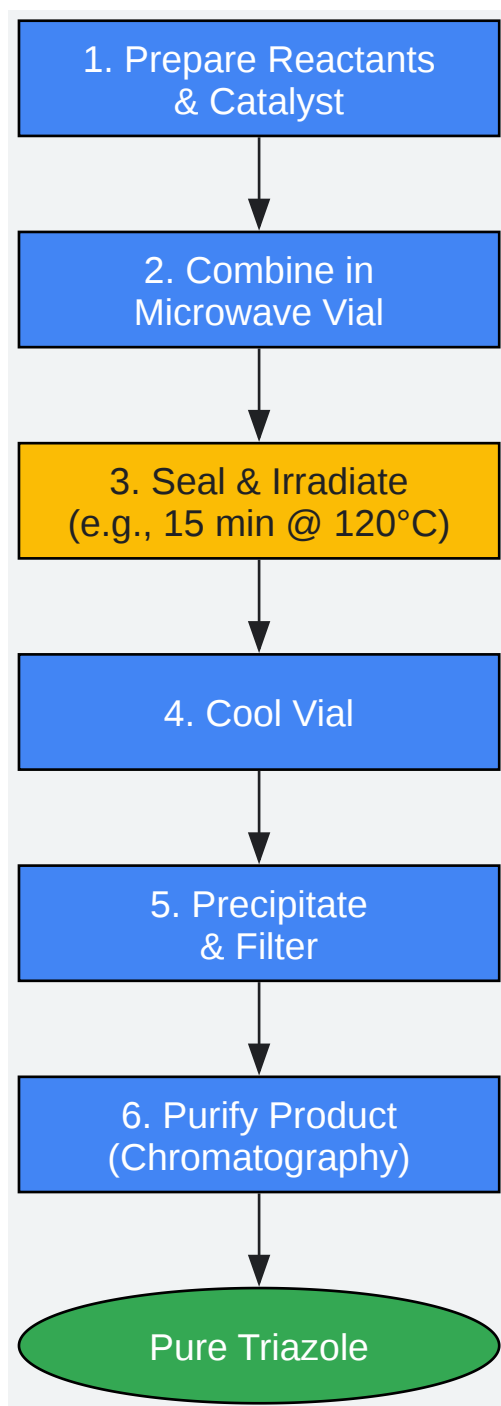 1. Prepare Reactants
& Catalyst
2. Combine in
Microwave Vial
3. Seal & Irradiate
(e.g., 15 min @ 120°C)
4. Cool Vial
5. Precipitate
& Filter
6. Purify Product
(Chromatography)
Pure Triazole